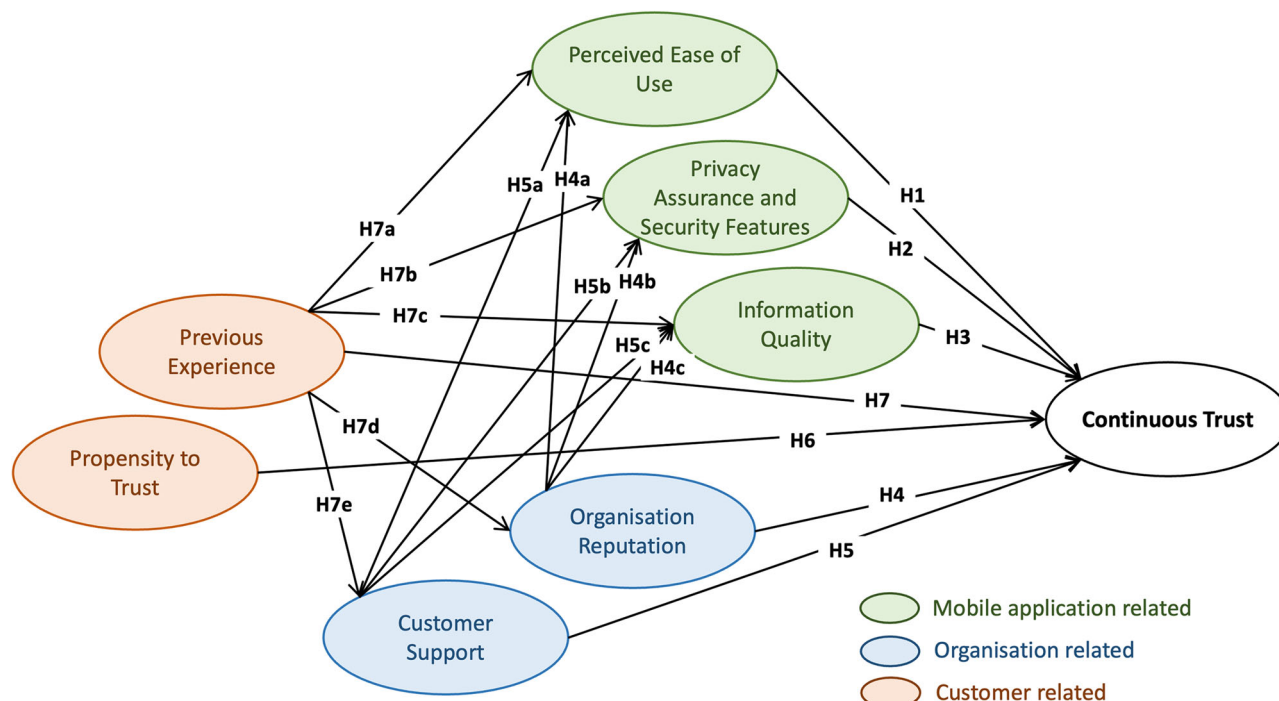 Perceived Ease of
Use
H5a
H4a
Privacy
Assurance and
Security Features
H1
H7a
H2
H7b
H5b
H4b
H7c
Information
Quality
H3
Previous
Experience
H5c
H4c
H7
H7d
Continuous Trust
H6
Propensity to
Trust
H7e
H4
Organisation
Reputation
H5
Customer
Support
Mobile application related
Organisation related
Customer related